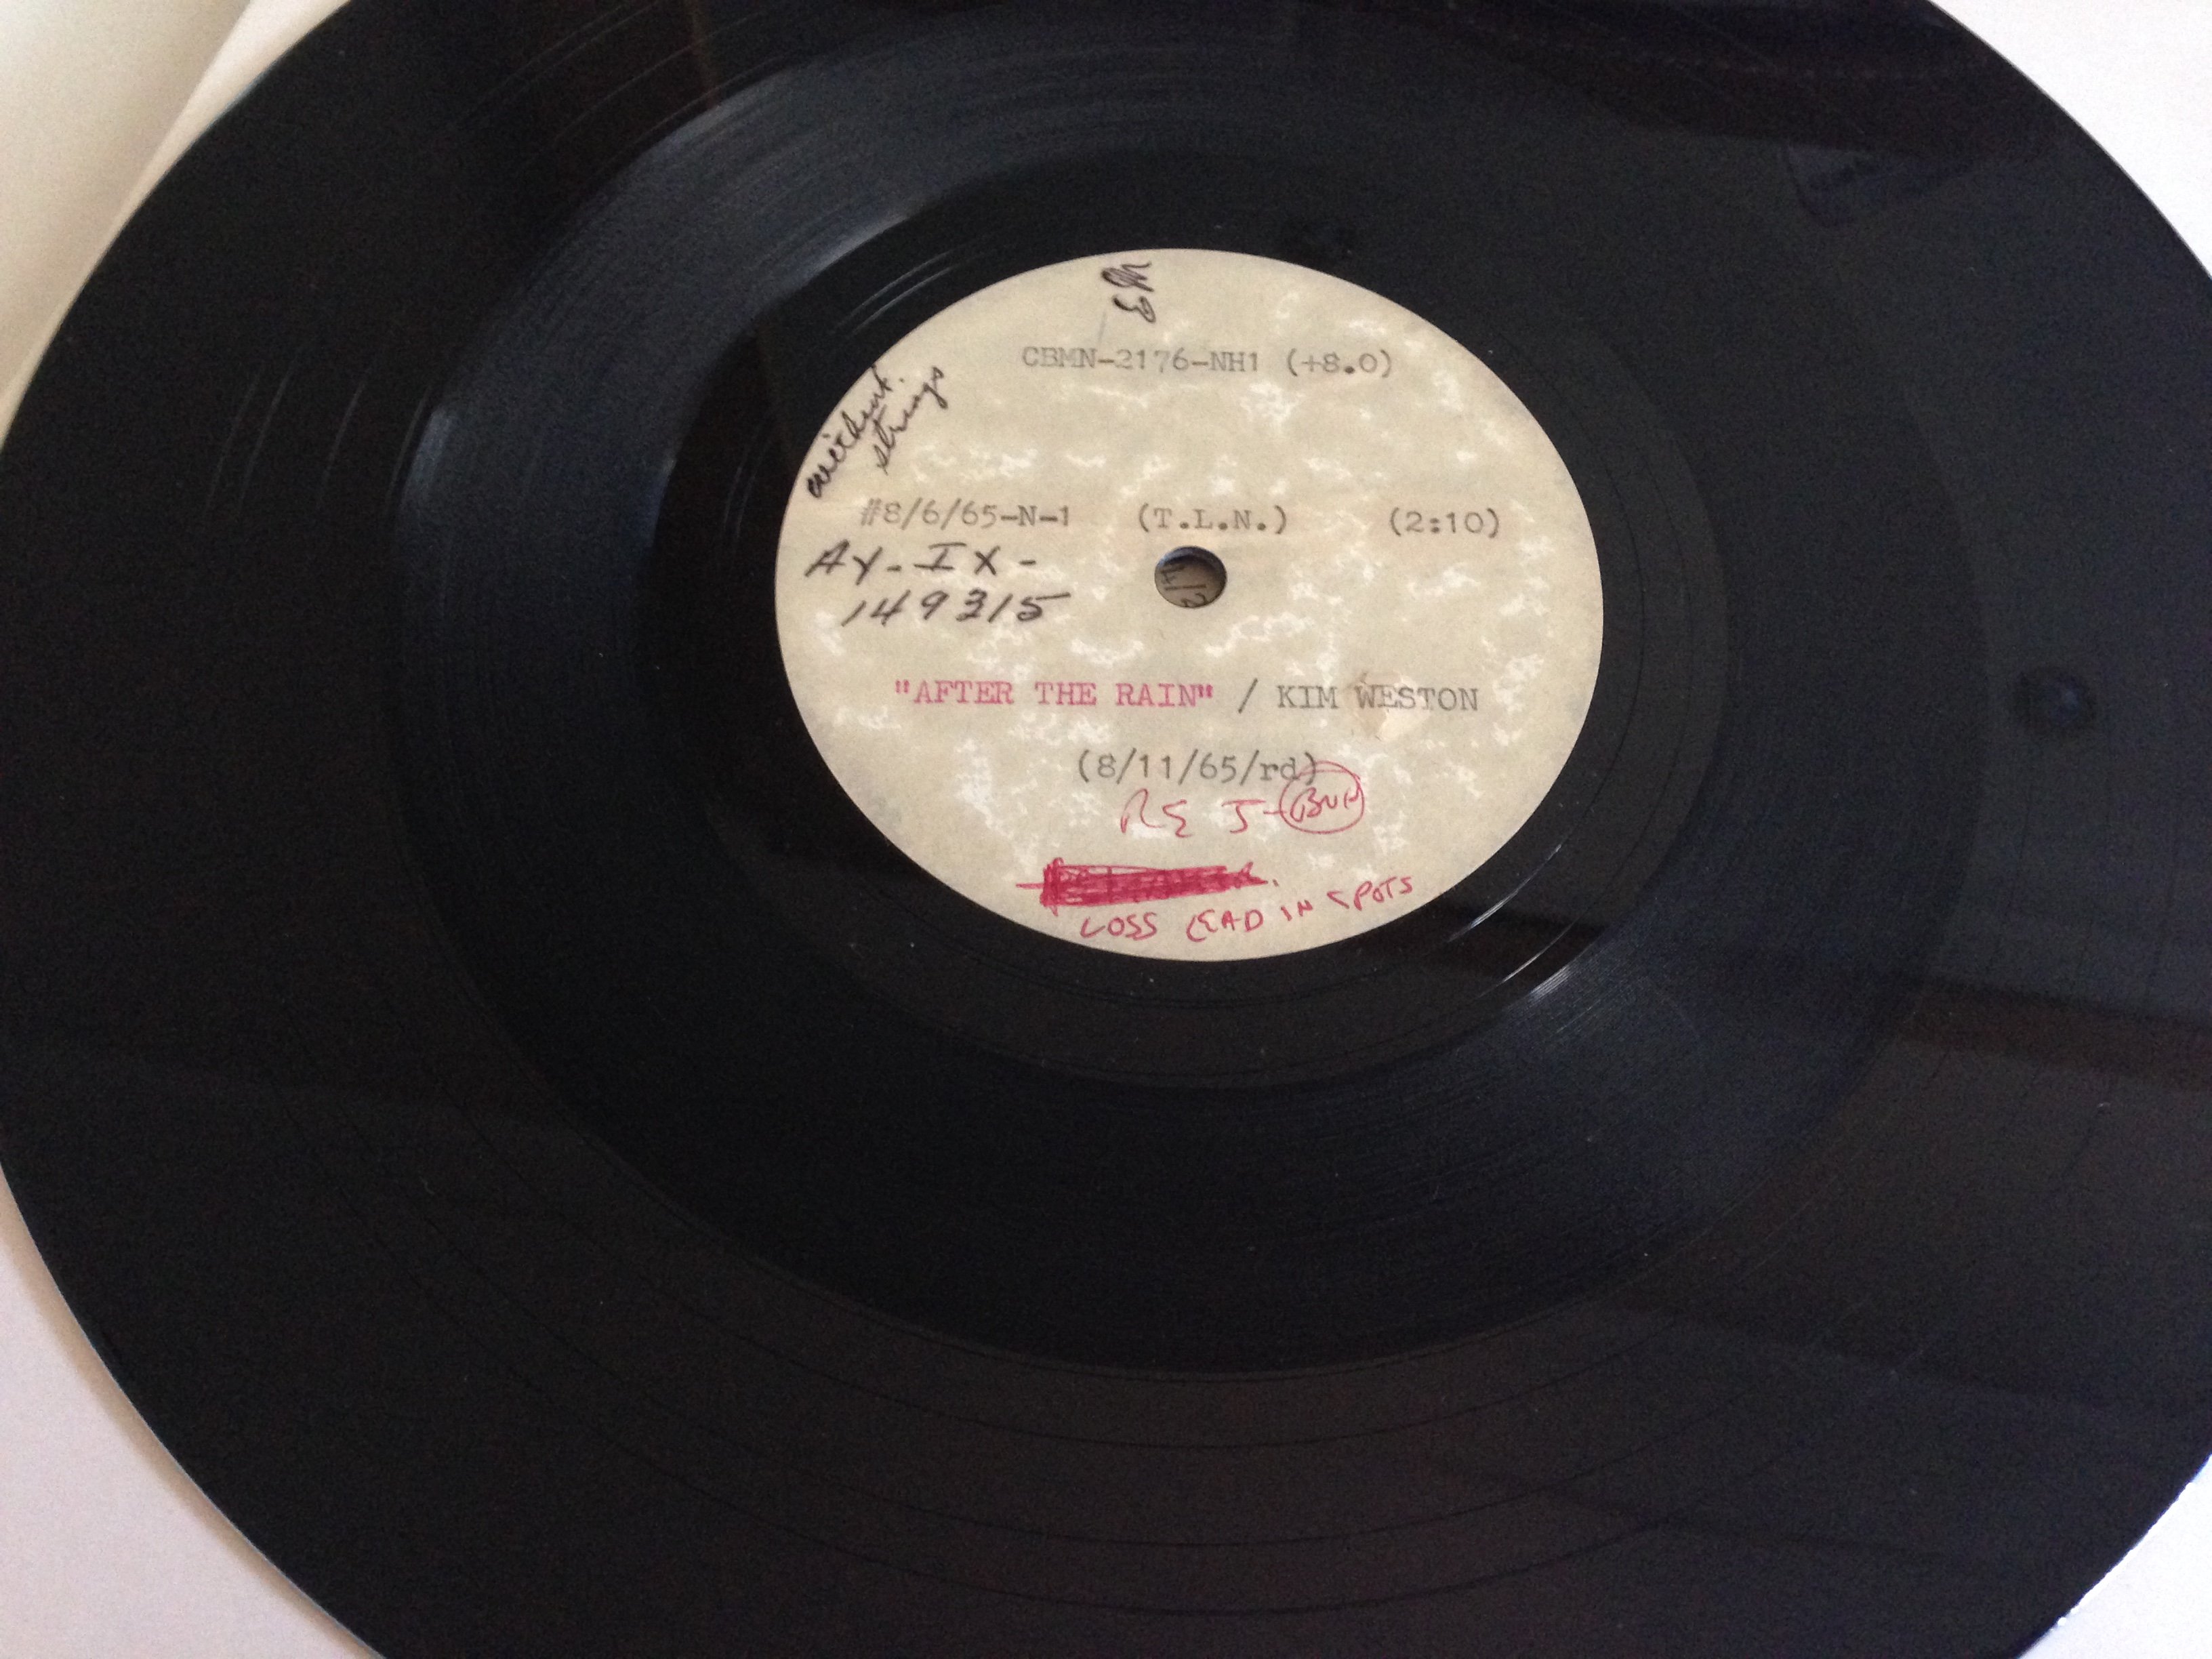 CBMN-2176-NH1 (+8.0)
without
strings
#8/6/65-N-1 (T.L.N.) (2:10)
AY-IX-
149315
"AFTER THE RAIN" / KIM WESTON
(8/11/65/rd)
REJ-
LOSS LEAD IN SPOTS